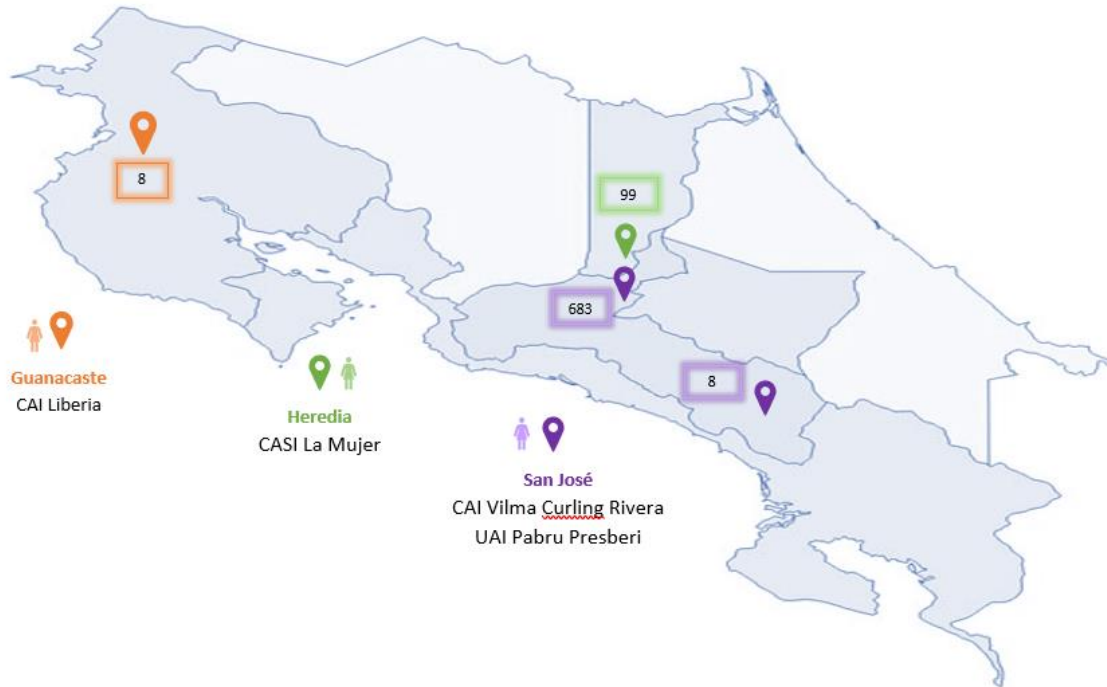 8
99
683
8
Guanacaste
CAI Liberia
Heredia
CASI La Mujer
San José
CAI Vilma Curling Rivera
UAI Pabru Presberi